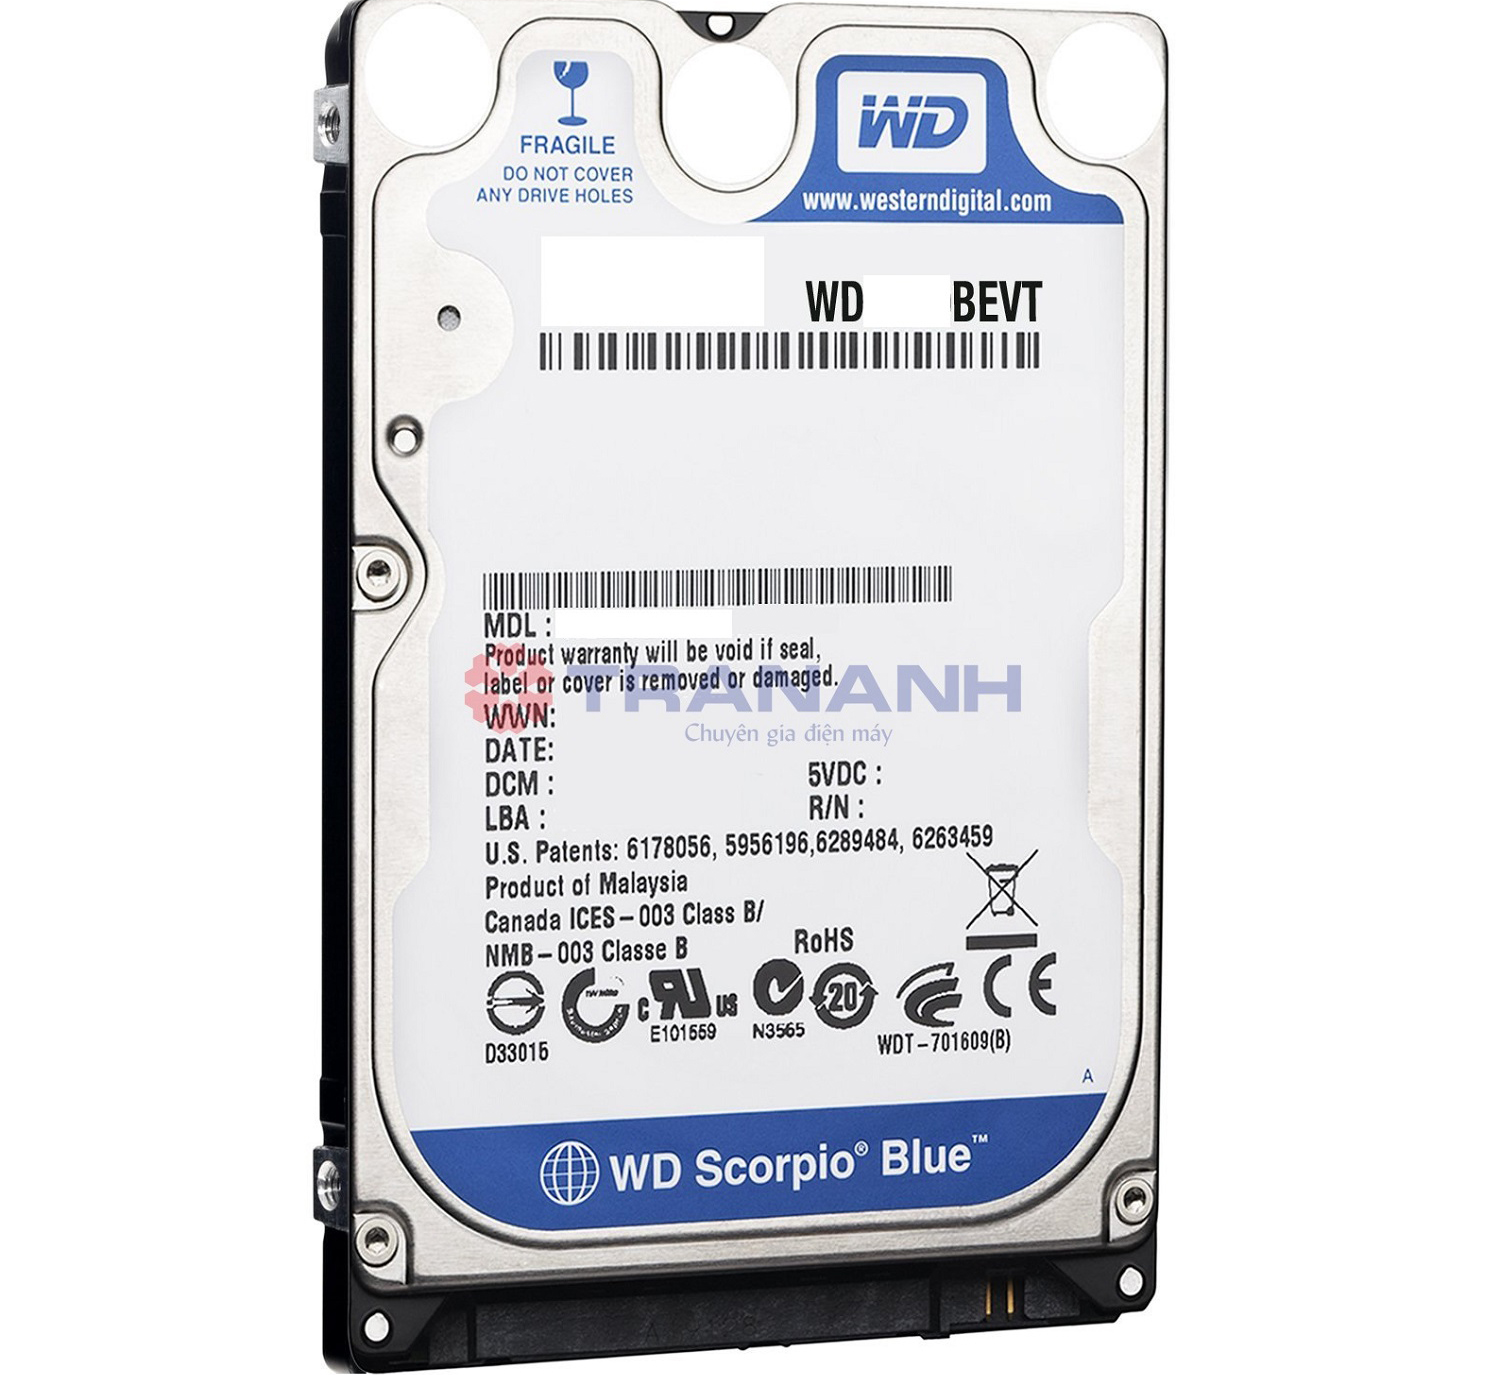 FRAGILE
DO NOT COVER
ANY DRIVE HOLES
WD
www.westerndigital.com
WD BEVT
MDL :
Product warranty will be void if seal,
label or cover is removed or damaged.
TRANANH
Chuyên gia điện máy
WWN:
DATE:
DCM :
5VDC :
LBA :
R/N :
U.S. Patents: 6178056, 5956196,6289484, 6263459
Product of Malaysia
Canada ICES-003 Class B/
NMB-003 Classe B
RoHS
c US
20
CE
D33015
E101559
N3565
WDT-701609(B)
A
WD Scorpio® Blue™